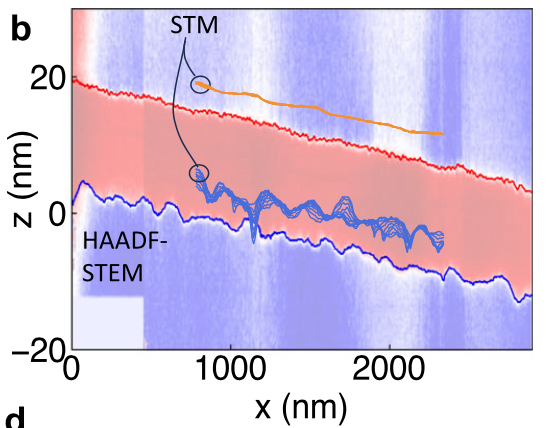 b
STM
20
0
−20
z (nm)
HAADF-
STEM
0
1000
2000
x (nm)
d